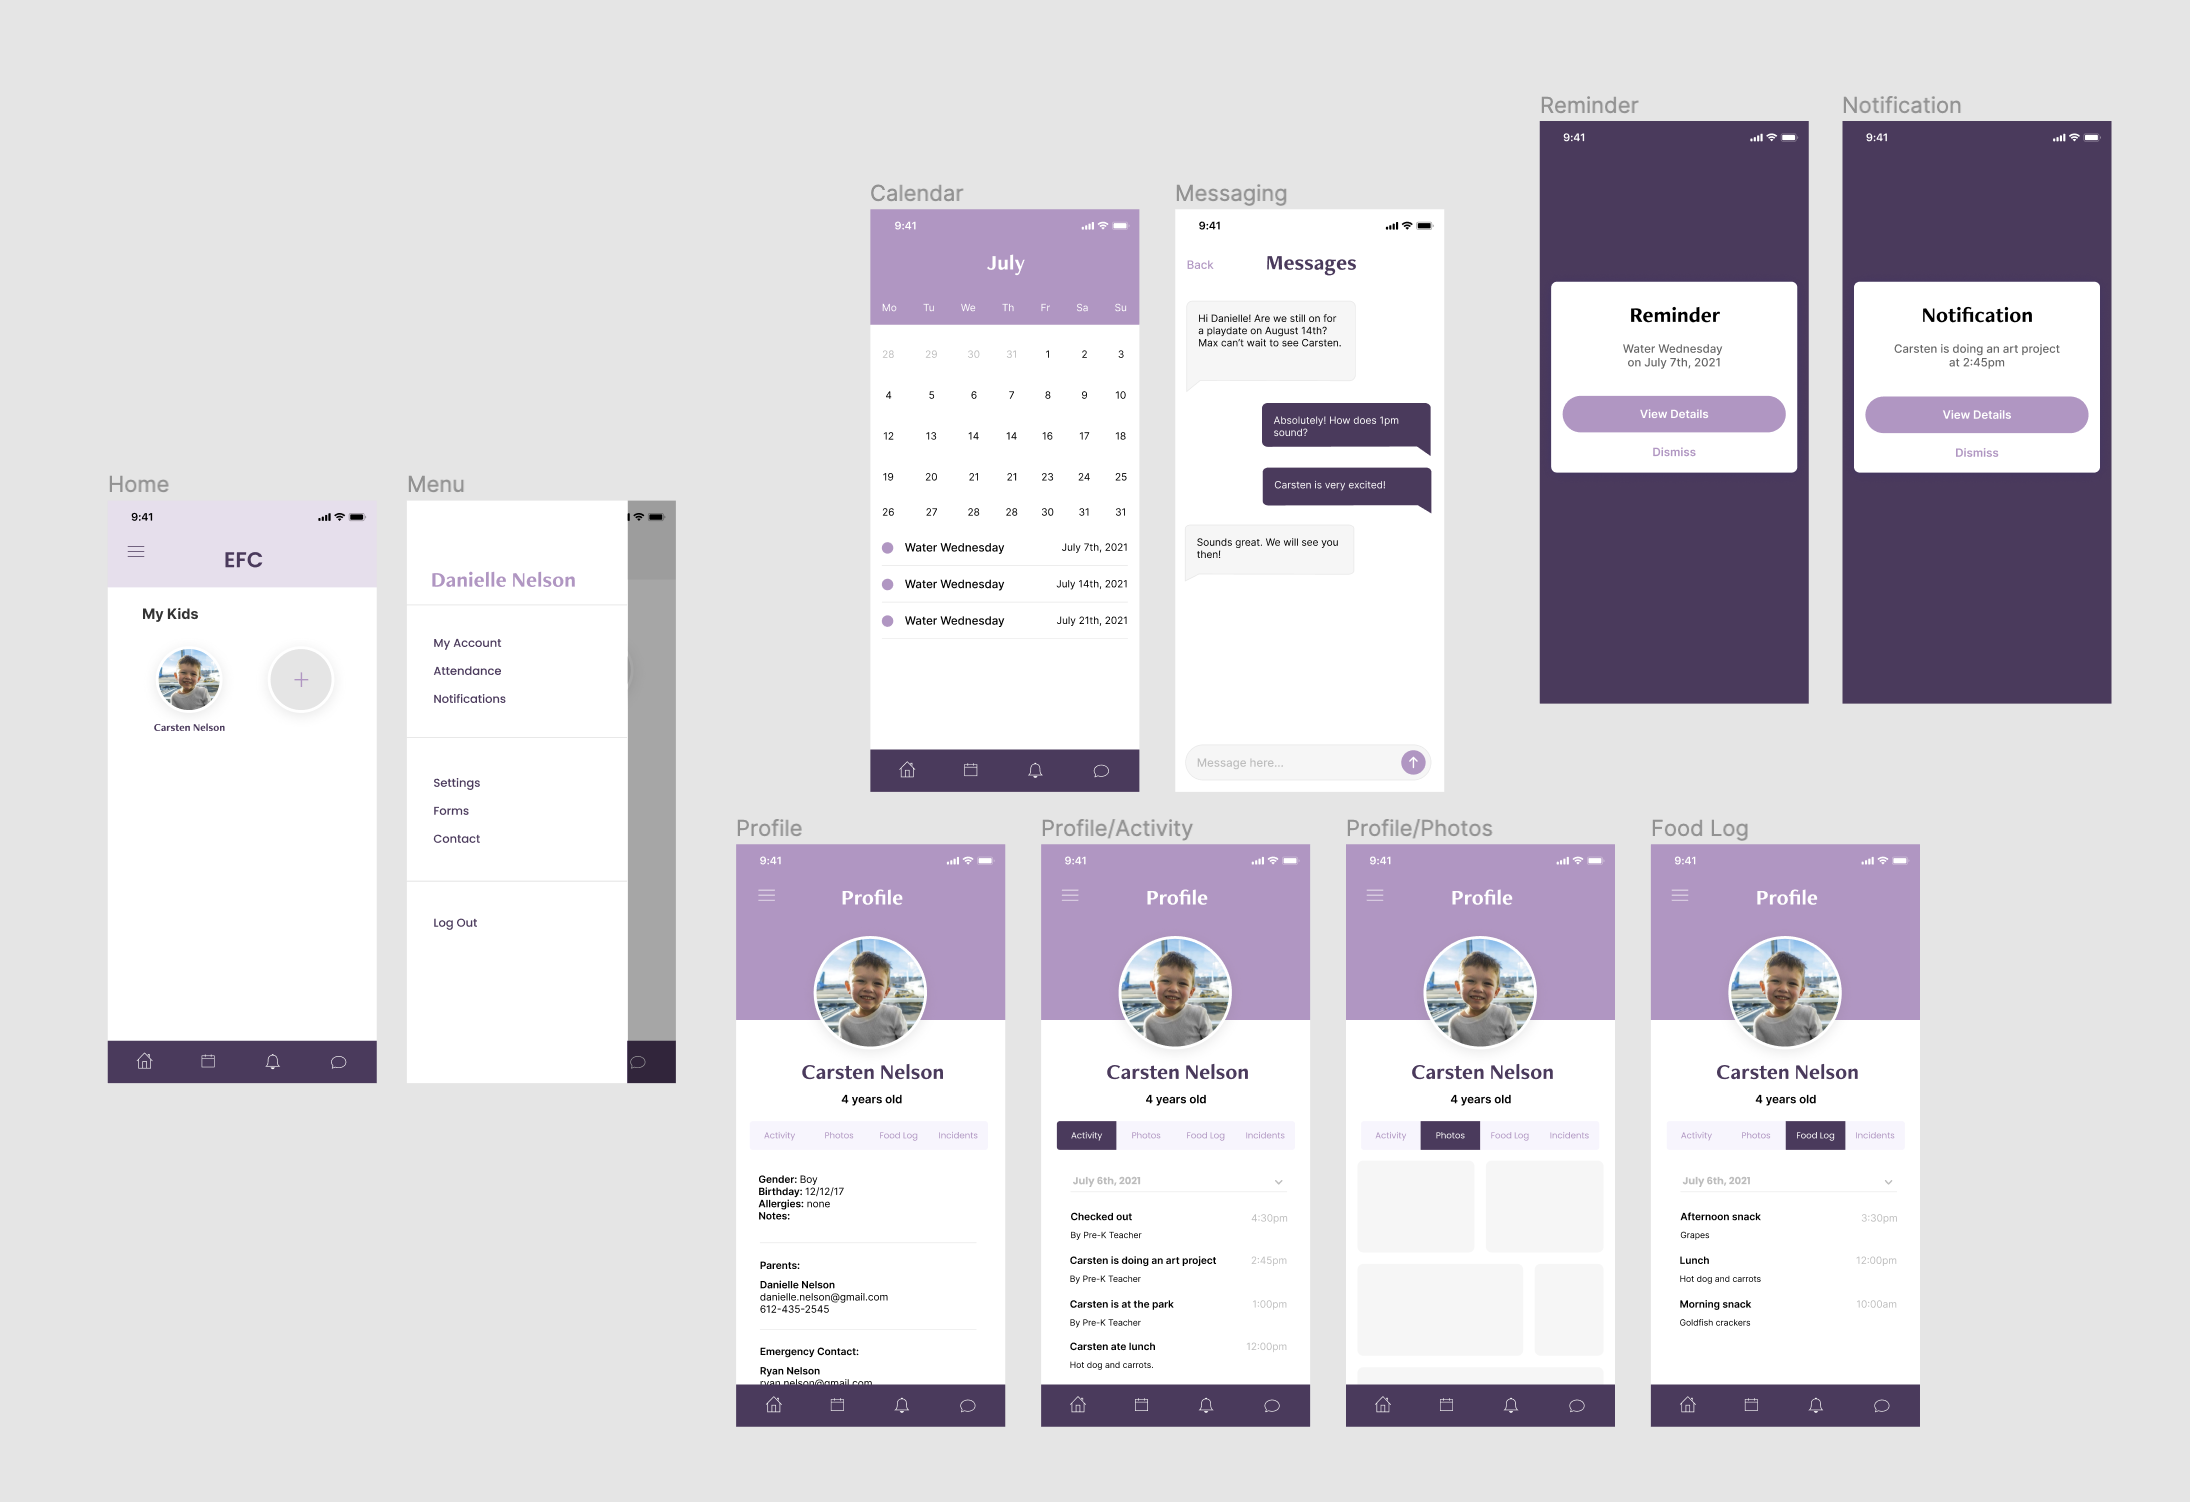 Reminder
9:41
Reminder
Water Wednesday
on July 7th, 2021
View Details
Dismiss
Notification
9:41
Notification
Carsten is doing an art project
at 2:45pm
View Details
Dismiss
Calendar
9:41
July
Mo Tu We Th Fr Sa Su
28 29 30 31 1 2 3
4 5 6 7 8 9 10
12 13 14 14 16 17 18
19 20 21 21 23 24 25
26 27 28 28 30 31 31
Water Wednesday July 7th, 2021
Water Wednesday July 14th, 2021
Water Wednesday July 21th, 2021
Messaging
9:41
Back Messages
Hi Danielle! Are we still on for
a playdate on August 14th?
Max can't wait to see Carsten.
Absolutely! How does 1pm
sound?
Carsten is very excited!
Sounds great. We will see you
then!
Message here...
Home
9:41
EFC
My Kids
Carsten Nelson
Menu
Danielle Nelson
My Account
Attendance
Notifications
Settings
Forms
Contact
Log Out
Profile
9:41
Profile
Carsten Nelson
4 years old
Activity Photos Food Log Incidents
Gender: Boy
Birthday: 12/12/17
Allergies: none
Notes:
Parents:
Danielle Nelson
danielle.nelson@gmail.com
612-435-2545
Emergency Contact:
Ryan Nelson
ryan.nelson@gmail.com
Profile/Activity
9:41
Profile
Carsten Nelson
4 years old
Activity Photos Food Log Incidents
July 6th, 2021
Checked out 4:30pm
By Pre-K Teacher
Carsten is doing an art project 2:45pm
By Pre-K Teacher
Carsten is at the park 1:00pm
By Pre-K Teacher
Carsten ate lunch 12:00pm
Hot dog and carrots.
Profile/Photos
9:41
Profile
Carsten Nelson
4 years old
Activity Photos Food Log Incidents
Food Log
9:41
Profile
Carsten Nelson
4 years old
Activity Photos Food Log Incidents
July 6th, 2021
Afternoon snack 3:30pm
Grapes
Lunch 12:00pm
Hot dog and carrots
Morning snack 10:00am
Goldfish crackers